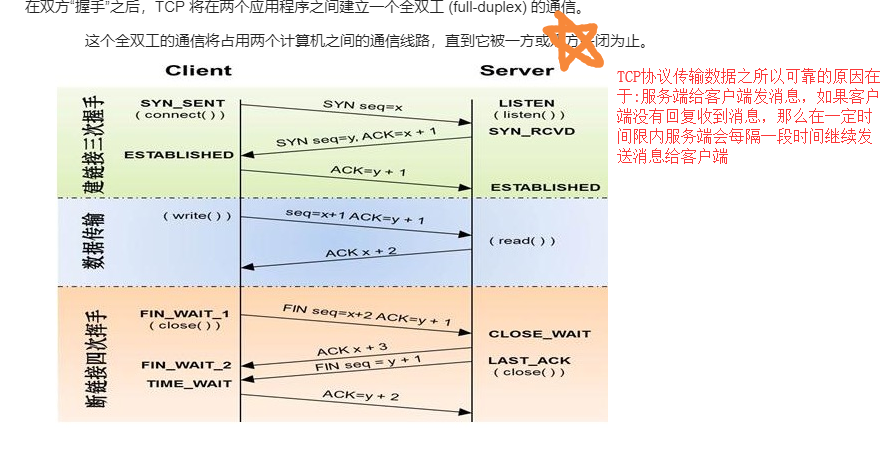 在双方“握手”之后，TCP 将在两个应用程序之间建立一个全双工 (full-duplex) 的通信。
这个全双工的通信将占用两个计算机之间的通信线路，直到它被一方或 方 闭为止。
Client
Server
TCP协议传输数据之所以可靠的原因在
于:服务端给客户端发消息，如果客户
端没有回复收到消息，那么在一定时
间限内服务端会每隔一段时间继续发
送消息给客户端
建链接三次握手
SYN_SENT
( connect( ) )
SYN seq=x
LISTEN
( listen( ) )
SYN_RCVD
SYN seq=y, ACK=x + 1
ESTABLISHED
ACK=y + 1
ESTABLISHED
数据传输
( write( ) )
seq=x+1 ACK=y + 1
( read( ) )
ACK x + 2
断链接四次挥手
FIN_WAIT_1
( close( ) )
FIN seq=x+2 ACK=y + 1
CLOSE_WAIT
ACK x + 3
FIN_WAIT_2
FIN seq = y + 1
LAST_ACK
( close( ) )
TIME_WAIT
ACK=y + 2